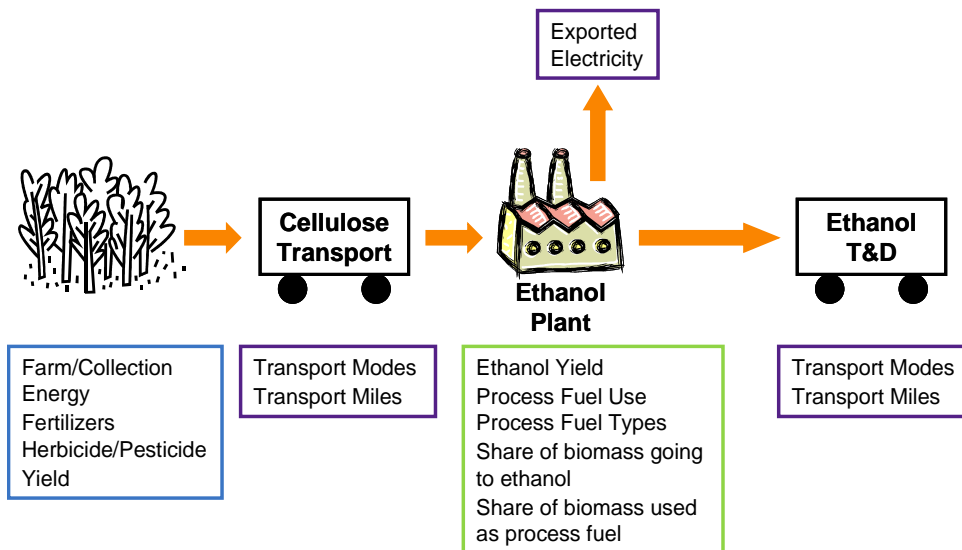 Exported
Electricity
Cellulose
Transport
Ethanol
T&D
Ethanol
Plant
Farm/Collection
Energy
Fertilizers
Herbicide/Pesticide
Yield
Transport Modes
Transport Miles
Ethanol Yield
Process Fuel Use
Process Fuel Types
Share of biomass going
to ethanol
Share of biomass used
as process fuel
Transport Modes
Transport Miles